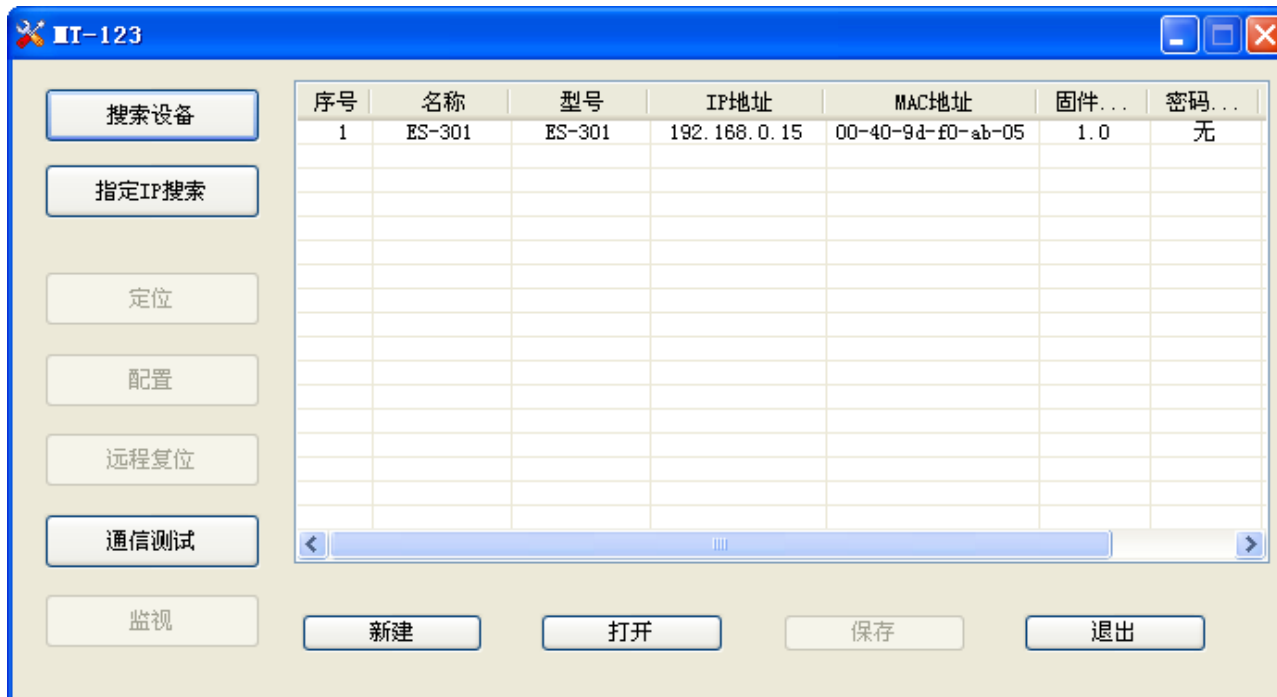 MT-123
搜索设备
指定IP搜索
定位
配置
远程复位
通信测试
监视
序号 名称 型号 IP地址 MAC地址 固件... 密码...
1 ES-301 ES-301 192.168.0.15 00-40-9d-f0-ab-05 1.0 无
新建 打开 保存 退出